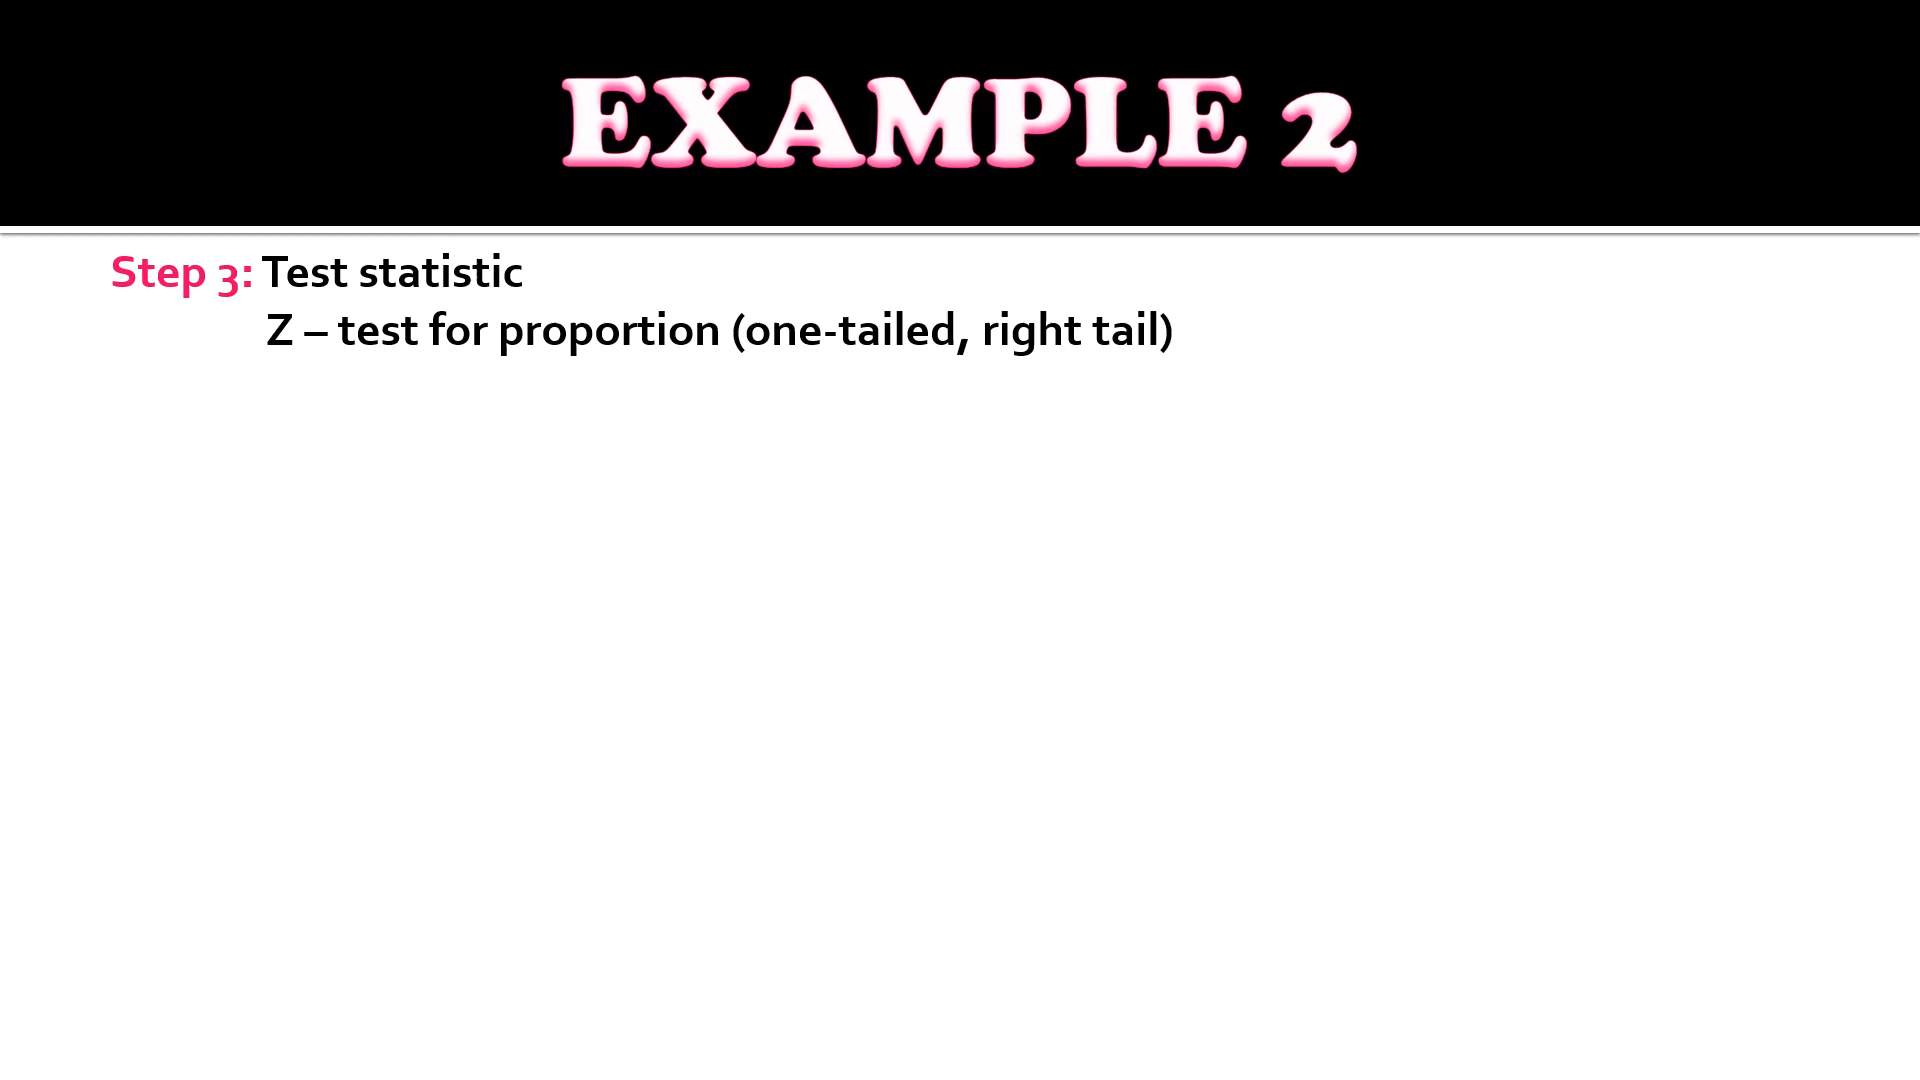 EXAMPLE 2
Step 3: Test statistic
Z – test for proportion (one-tailed, right tail)